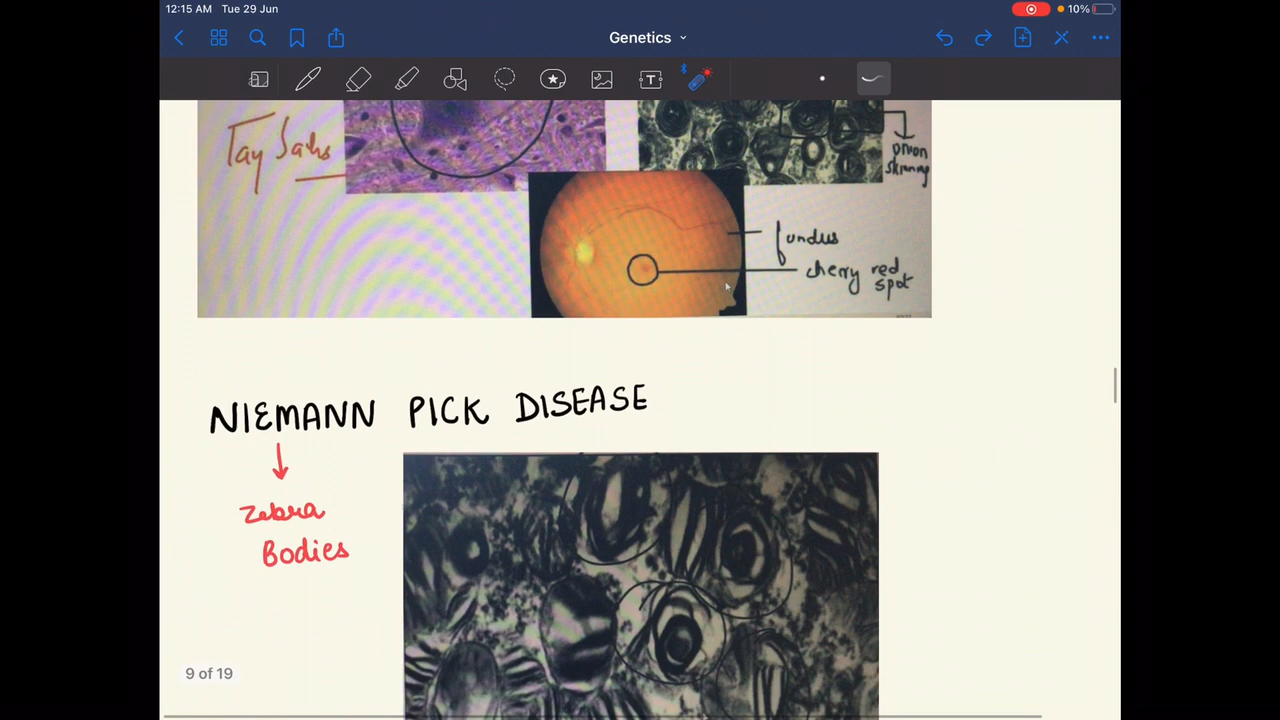 12:15 AM Tue 29 Jun
10%
Genetics
T
Tay Sachs
onion
skinning
fundus
cherry red
spot
NIEMANN PICK DISEASE
Zebra
Bodies
9 of 19